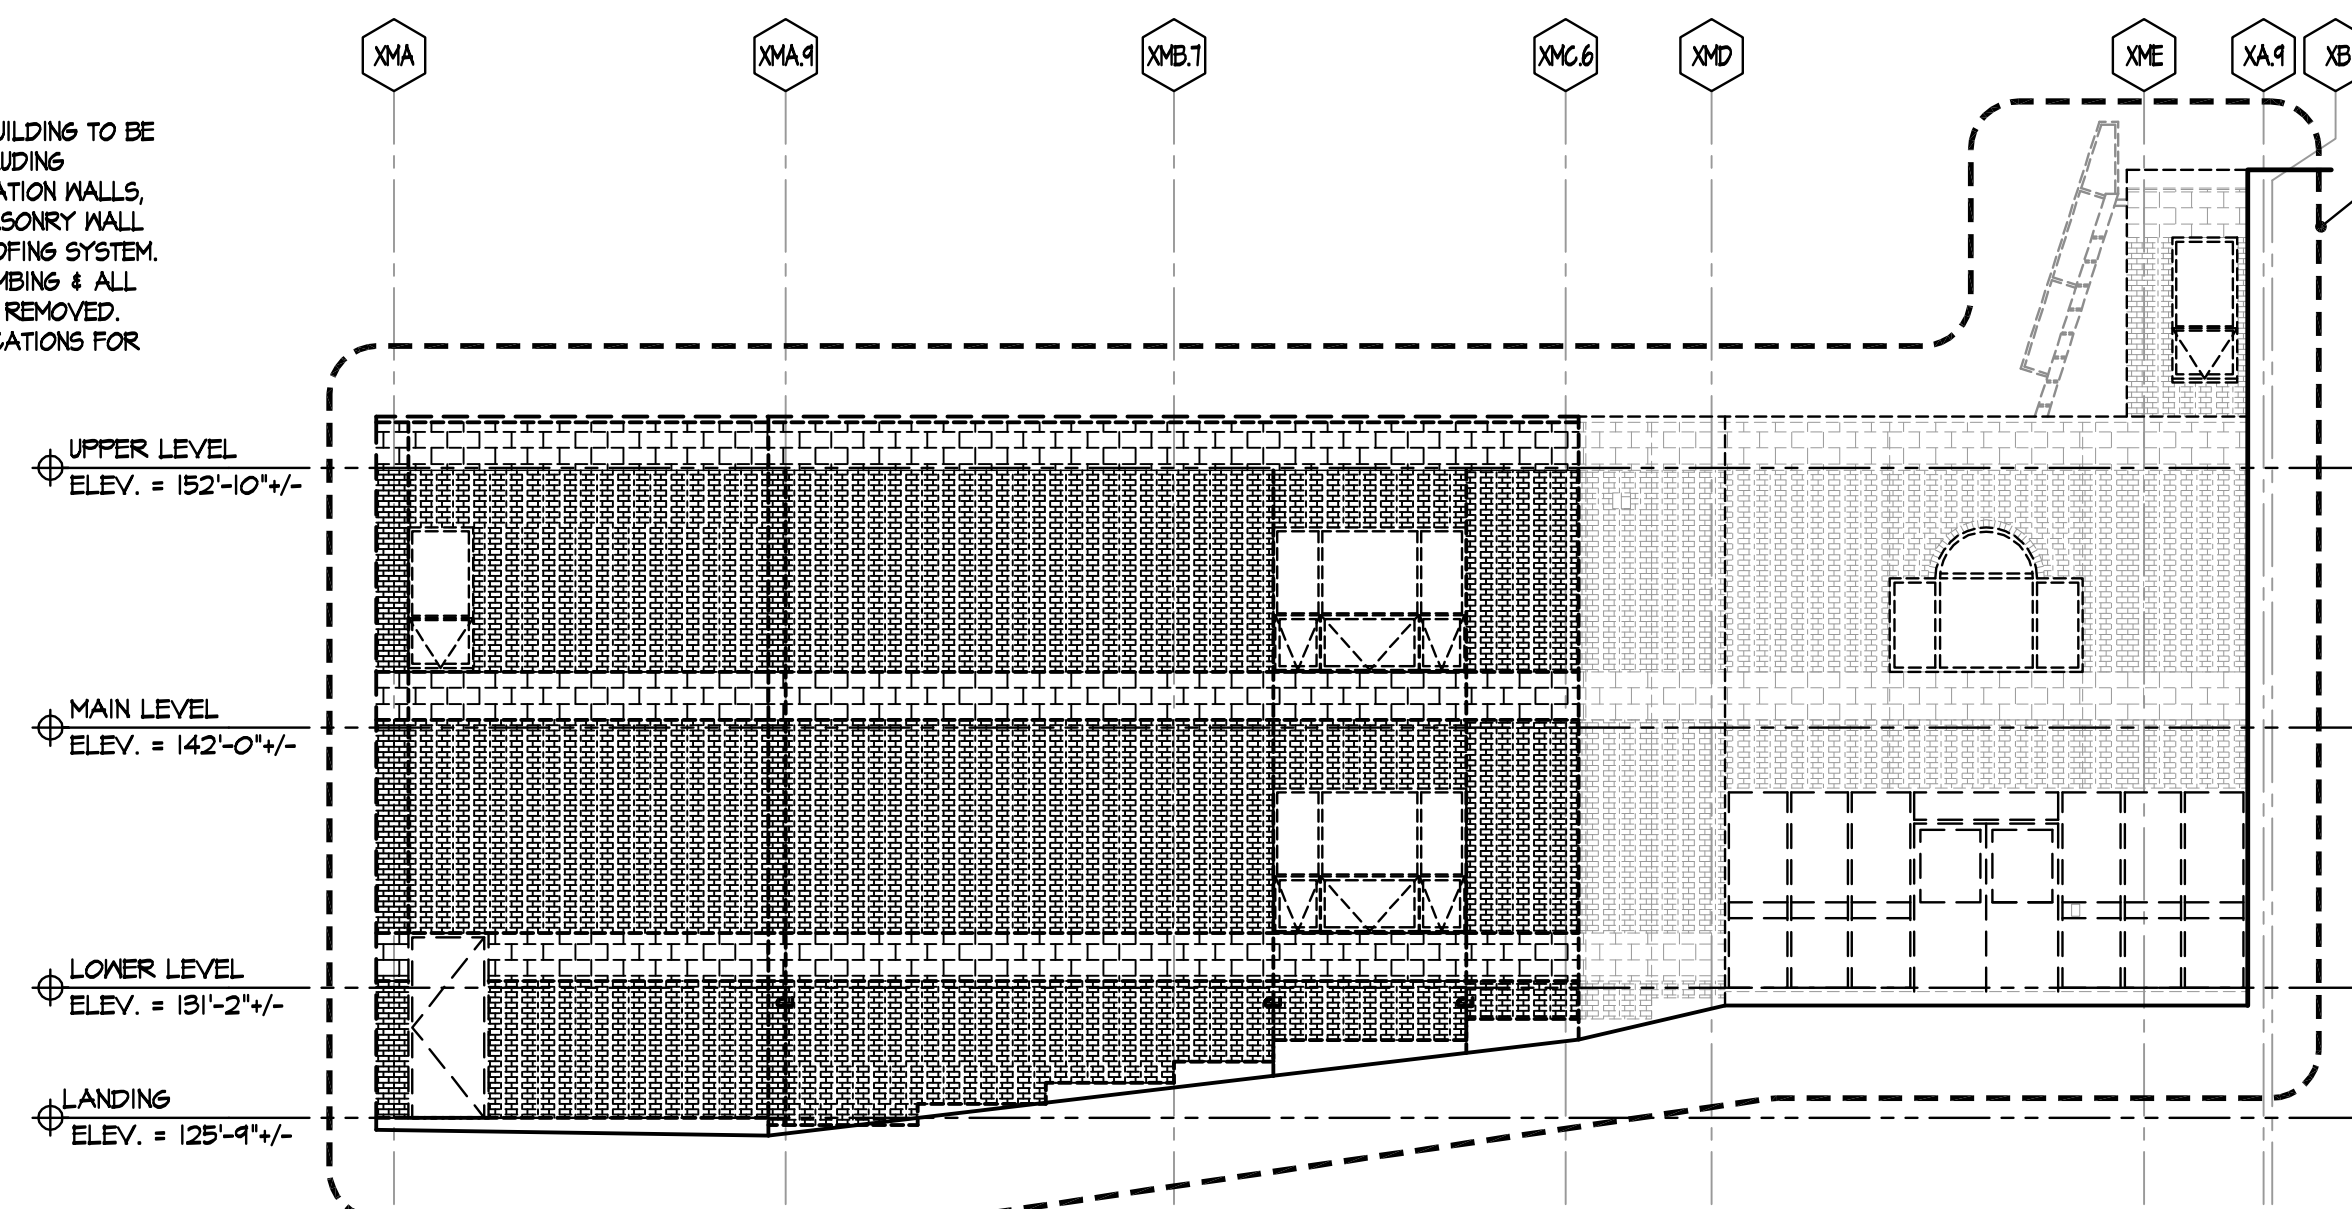 XMA
XMA.9
XMB.7
XMC.6
XMD
XME
XA.9
XB
UILDING TO BE
UDING
ATION WALLS,
SONRY WALL
OFING SYSTEM.
MBING & ALL
REMOVED.
CATIONS FOR
UPPER LEVEL
ELEV. = 152'-10"+/-
MAIN LEVEL
ELEV. = 142'-0"+/-
LOWER LEVEL
ELEV. = 131'-2"+/-
LANDING
ELEV. = 125'-9"+/-